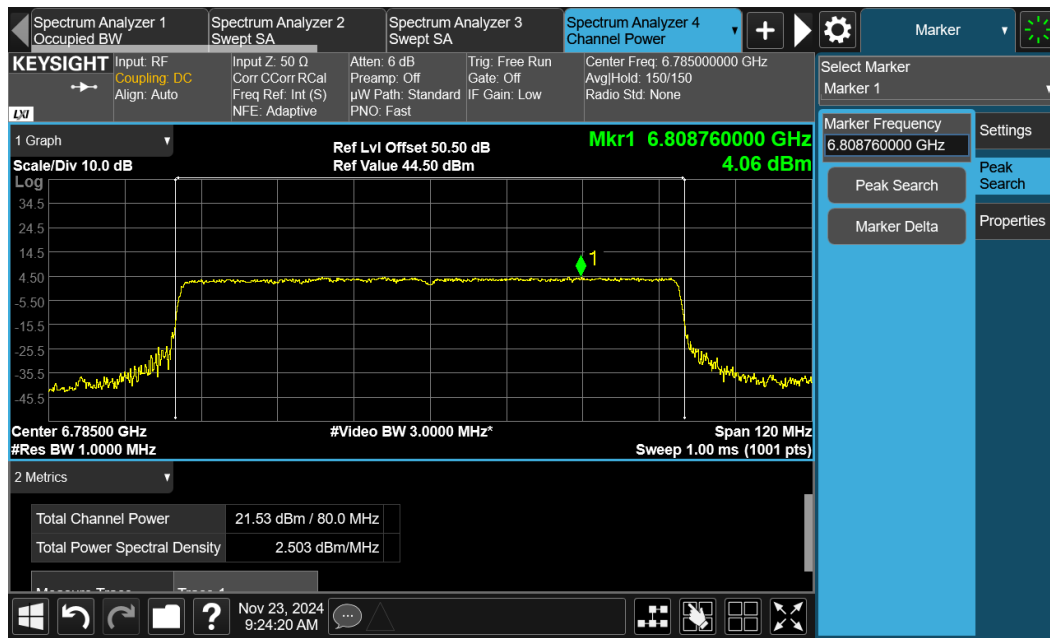 Spectrum Analyzer 1
Occupied BW
Spectrum Analyzer 2
Swept SA
Spectrum Analyzer 3
Swept SA
Spectrum Analyzer 4
Channel Power
Marker
KEYSIGHT
Input: RF
Coupling: DC
Align: Auto
Input Z: 50 Ω
Corr CCorr RCal
Freq Ref: Int (S)
NFE: Adaptive
Atten: 6 dB
Preamp: Off
µW Path: Standard
PNO: Fast
Trig: Free Run
Gate: Off
IF Gain: Low
Center Freq: 6.785000000 GHz
Avg|Hold: 150/150
Radio Std: None
LXI
Select Marker
Marker 1
Marker Frequency
6.808760000 GHz
Peak Search
Marker Delta
Settings
Peak
Search
Properties
1 Graph
Scale/Div 10.0 dB
Ref Lvl Offset 50.50 dB
Ref Value 44.50 dBm
Mkr1 6.808760000 GHz
4.06 dBm
Log
34.5
24.5
14.5
4.50
-5.50
-15.5
-25.5
-35.5
-45.5
1
Center 6.78500 GHz
#Res BW 1.0000 MHz
#Video BW 3.0000 MHz*
Span 120 MHz
Sweep 1.00 ms (1001 pts)
2 Metrics
Total Channel Power 21.53 dBm / 80.0 MHz
Total Power Spectral Density 2.503 dBm/MHz
Measure Trace Trace 1
?
Nov 23, 2024
9:24:20 AM